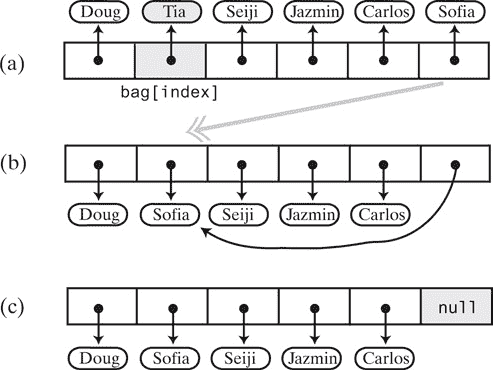 Doug Tia Seiji Jazmin Carlos Sofia
(a)
bag[index]
(b)
Doug Sofia Seiji Jazmin Carlos
(c) null
Doug Sofia Seiji Jazmin Carlos